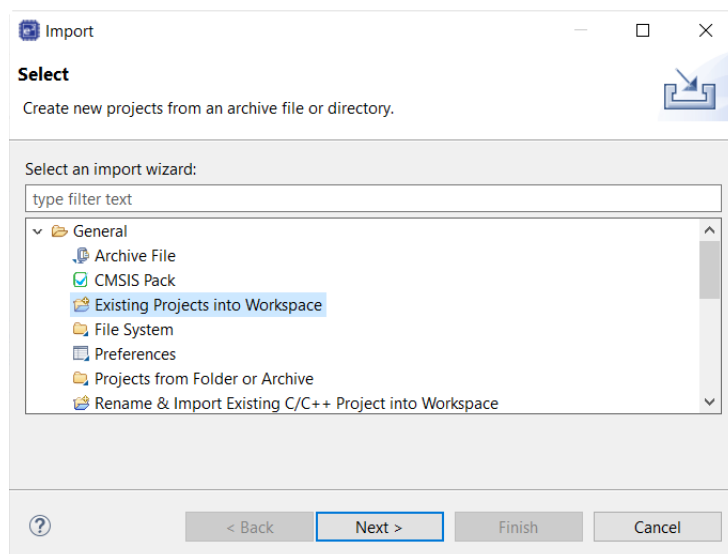 Import
Select
Create new projects from an archive file or directory.
Select an import wizard:
type filter text
General
Archive File
CMSIS Pack
Existing Projects into Workspace
File System
Preferences
Projects from Folder or Archive
Rename & Import Existing C/C++ Project into Workspace
? < Back Next > Finish Cancel